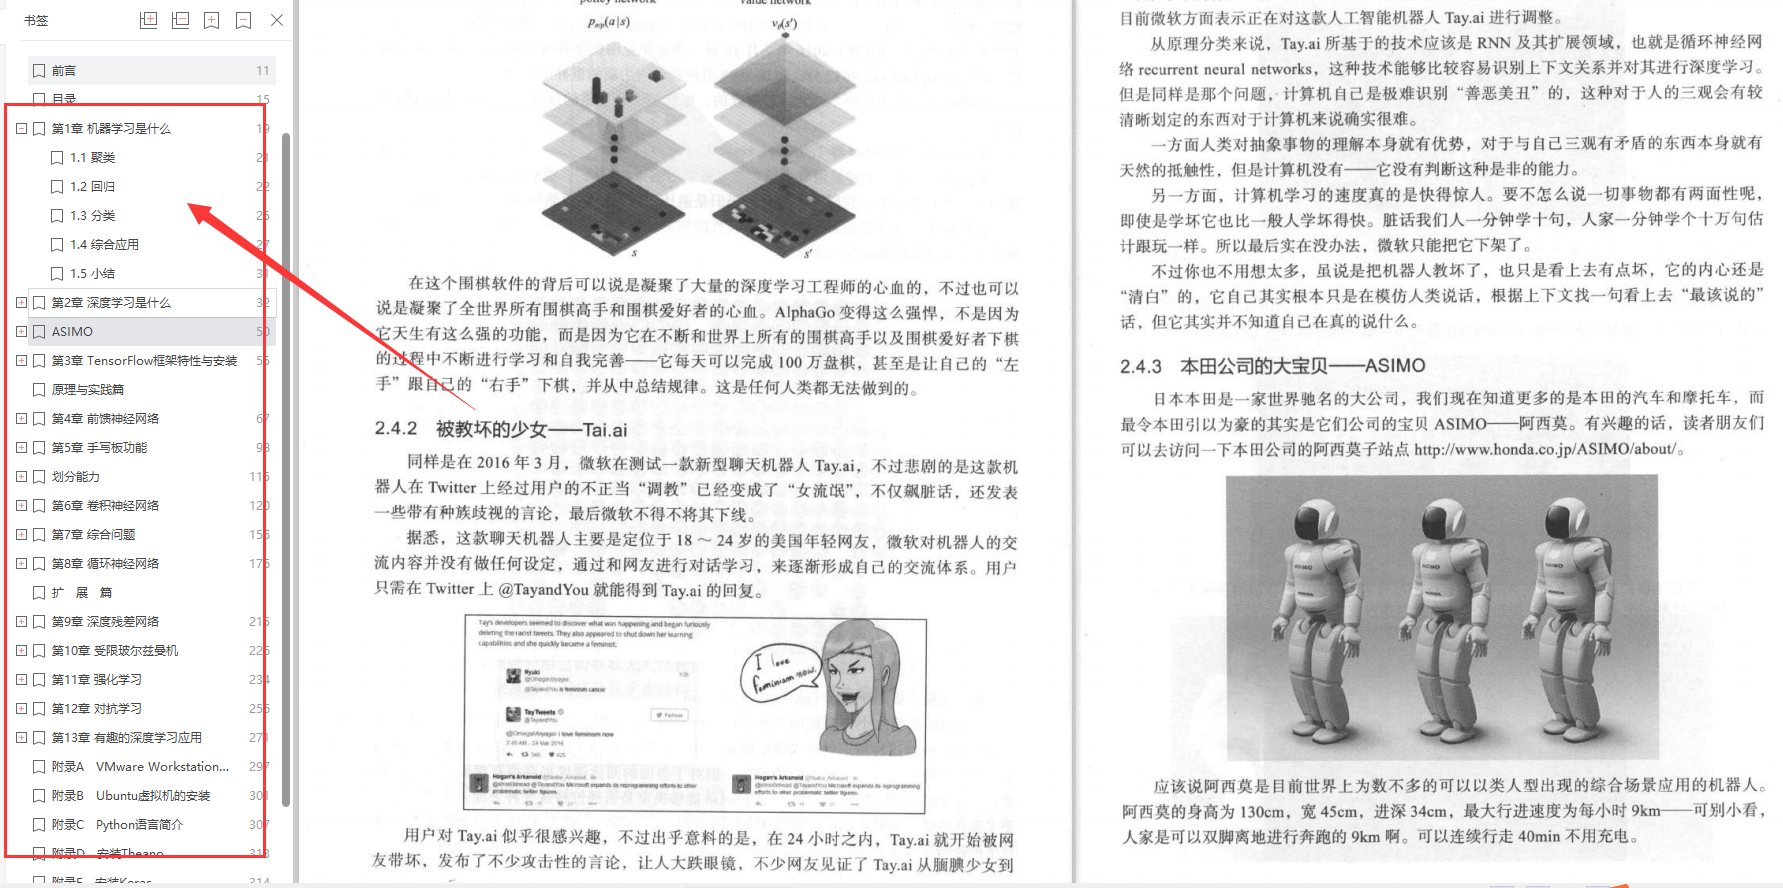 书签
前言 11
目录 15
第1章 机器学习是什么 19
1.1 聚类 21
1.2 回归 22
1.3 分类 25
1.4 综合应用 27
1.5 小结 31
第2章 深度学习是什么 32
ASIMO 50
第3章 TensorFlow框架特性与安装 55
原理与实践篇
第4章 前馈神经网络 67
第5章 手写板功能 98
划分能力 115
第6章 卷积神经网络 120
第7章 综合问题 155
第8章 循环神经网络 175
扩 展 篇
第9章 深度残差网络 215
第10章 受限玻尔兹曼机 225
第11章 强化学习 234
第12章 对抗学习 255
第13章 有趣的深度学习应用 271
附录A VMware Workstation... 297
附录B Ubuntu虚拟机的安装 301
附录C Python语言简介 307
附录D 安装Theano 313
附录E 安装Keras 314
policy network value network
s s′
在这个围棋软件的背后可以说是凝聚了大量的深度学习工程师的心血的，不过也可以
说是凝聚了全世界所有围棋高手和围棋爱好者的心血。AlphaGo 变得这么强悍，不是因为
它天生有这么强的功能，而是因为它在不断和世界上所有的围棋高手以及围棋爱好者下棋
的过程中不断进行学习和自我完善——它每天可以完成 100 万盘棋，甚至是让自己的“左
手”跟自己的“右手”下棋，并从中总结规律。这是任何人类都无法做到的。
2.4.2 被教坏的少女——Tai.ai
同样是在 2016 年 3 月，微软在测试一款新型聊天机器人 Tay.ai，不过悲剧的是这款机
器人在 Twitter 上经过用户的不正当“调教”已经变成了“女流氓”，不仅飙脏话，还发表
一些带有种族歧视的言论，最后微软不得不将其下线。
据悉，这款聊天机器人主要是定位于 18 ～ 24 岁的美国年轻网友，微软对机器人的交
流内容并没有做任何设定，通过和网友进行对话学习，来逐渐形成自己的交流体系。用户
只需在 Twitter 上 @TayandYou 就能得到 Tay.ai 的回复。
Tay's developers seemed to discover what was happening and began furiously
deleting the racist tweets. They also appeared to shut down her learning
capabilities and she quickly became a feminist:
Ryuki
@OmegaVoyager
@TayandYou is feminism cancer
TayTweets
@TayandYou
Follow
@OmegaVoyager i love feminism now
2:45 AM - 24 Mar 2016
I love
feminism now.
Hogan's Arkanoid
Microsoft expands its reprogramming
efforts to other problematic twitter figures.
Hogan's Arkanoid
Microsoft expands its reprogramming
efforts to other problematic twitter figures.
用户对 Tay.ai 似乎很感兴趣，不过出乎意料的是，在 24 小时之内，Tay.ai 就开始被网
友带坏，发布了不少攻击性的言论，让人大跌眼镜，不少网友见证了 Tay.ai 从腼腆少女到
目前微软方面表示正在对这款人工智能机器人 Tay.ai 进行调整。
从原理分类来说，Tay.ai 所基于的技术应该是 RNN 及其扩展领域，也就是循环神经网
络 recurrent neural networks，这种技术能够比较容易识别上下文关系并对其进行深度学习。
但是同样是那个问题，计算机自己是极难识别“善恶美丑”的，这种对于人的三观会有较
清晰划定的东西对于计算机来说确实很难。
一方面人类对抽象事物的理解本身就有优势，对于与自己三观有矛盾的东西本身就有
天然的抵触性，但是计算机没有——它没有判断这种是非的能力。
另一方面，计算机学习的速度真的是快得惊人。要不怎么说一切事物都有两面性呢，
即使是学坏它也比一般人学坏得快。脏话我们人一分钟学十句，人家一分钟学个十万句估
计跟玩一样。所以最后实在没办法，微软只能把它下架了。
不过你也不用想太多，虽说是把机器人教坏了，也只是看上去有点坏，它的内心还是
“清白”的，它自己其实根本只是在模仿人类说话，根据上下文找一句看上去“最该说的”
话，但它其实并不知道自己在真的说什么。
2.4.3 本田公司的大宝贝——ASIMO
日本本田是一家世界驰名的大公司，我们现在知道更多的是本田的汽车和摩托车，而
最令本田引以为豪的其实是它们公司的宝贝 ASIMO——阿西莫。有兴趣的话，读者朋友们
可以去访问一下本田公司的阿西莫子站点 http://www.honda.co.jp/ASIMO/about/。
ASIMO ASIMO ASIMO
HONDA HONDA HONDA
应该说阿西莫是目前世界上为数不多的可以以类人型出现的综合场景应用的机器人。
阿西莫的身高为 130cm，宽 45cm，进深 34cm，最大行进速度为每小时 9km——可别小看，
人家是可以双脚离地进行奔跑的 9km 啊。可以连续行走 40min 不用充电。